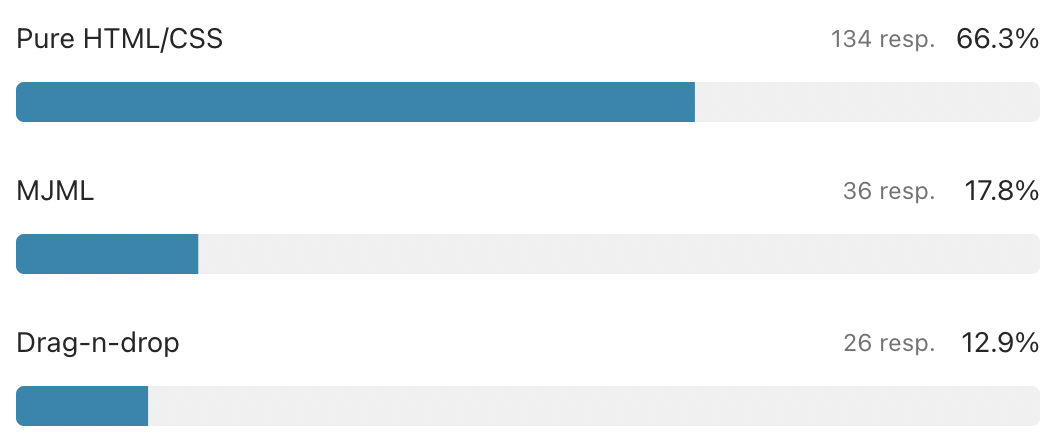 Pure HTML/CSS 134 resp. 66.3%
MJML 36 resp. 17.8%
Drag-n-drop 26 resp. 12.9%